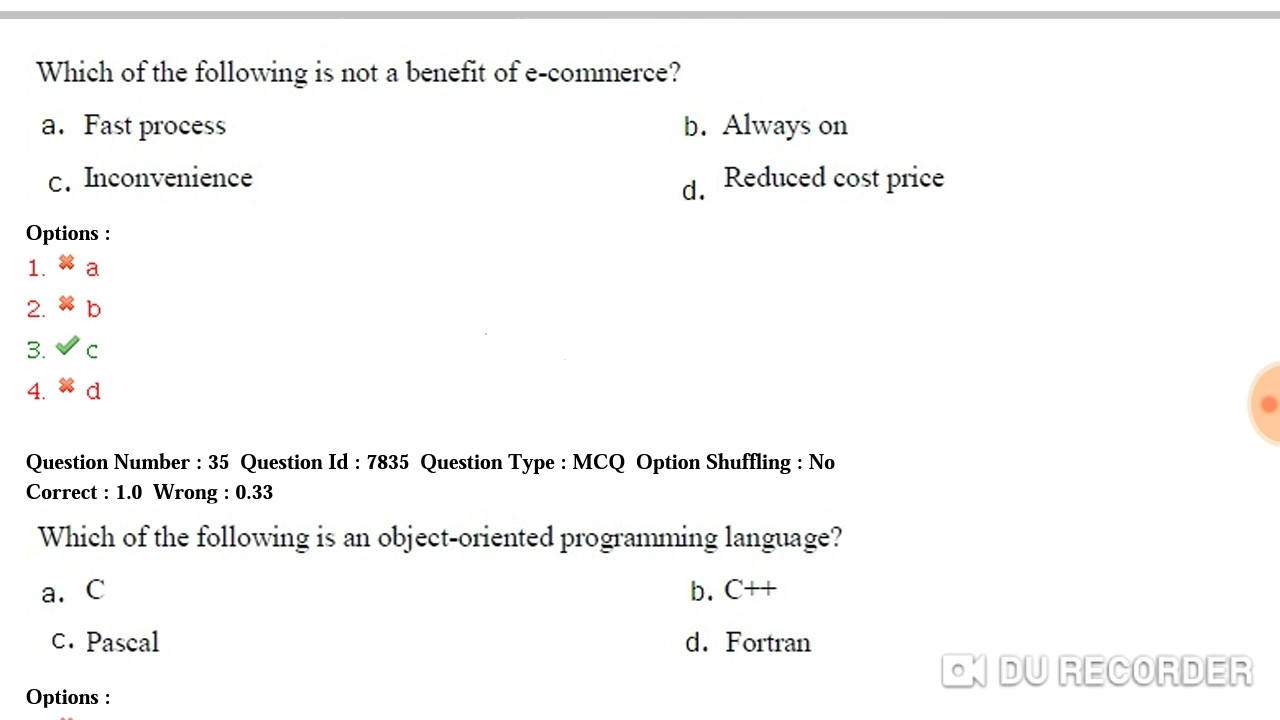 Which of the following is not a benefit of e-commerce?
a. Fast process b. Always on
c. Inconvenience d. Reduced cost price
Options :
1. a
2. b
3. c
4. d
Question Number : 35 Question Id : 7835 Question Type : MCQ Option Shuffling : No
Correct : 1.0 Wrong : 0.33
Which of the following is an object-oriented programming language?
a. C b. C++
c. Pascal d. Fortran
DU RECORDER
Options :